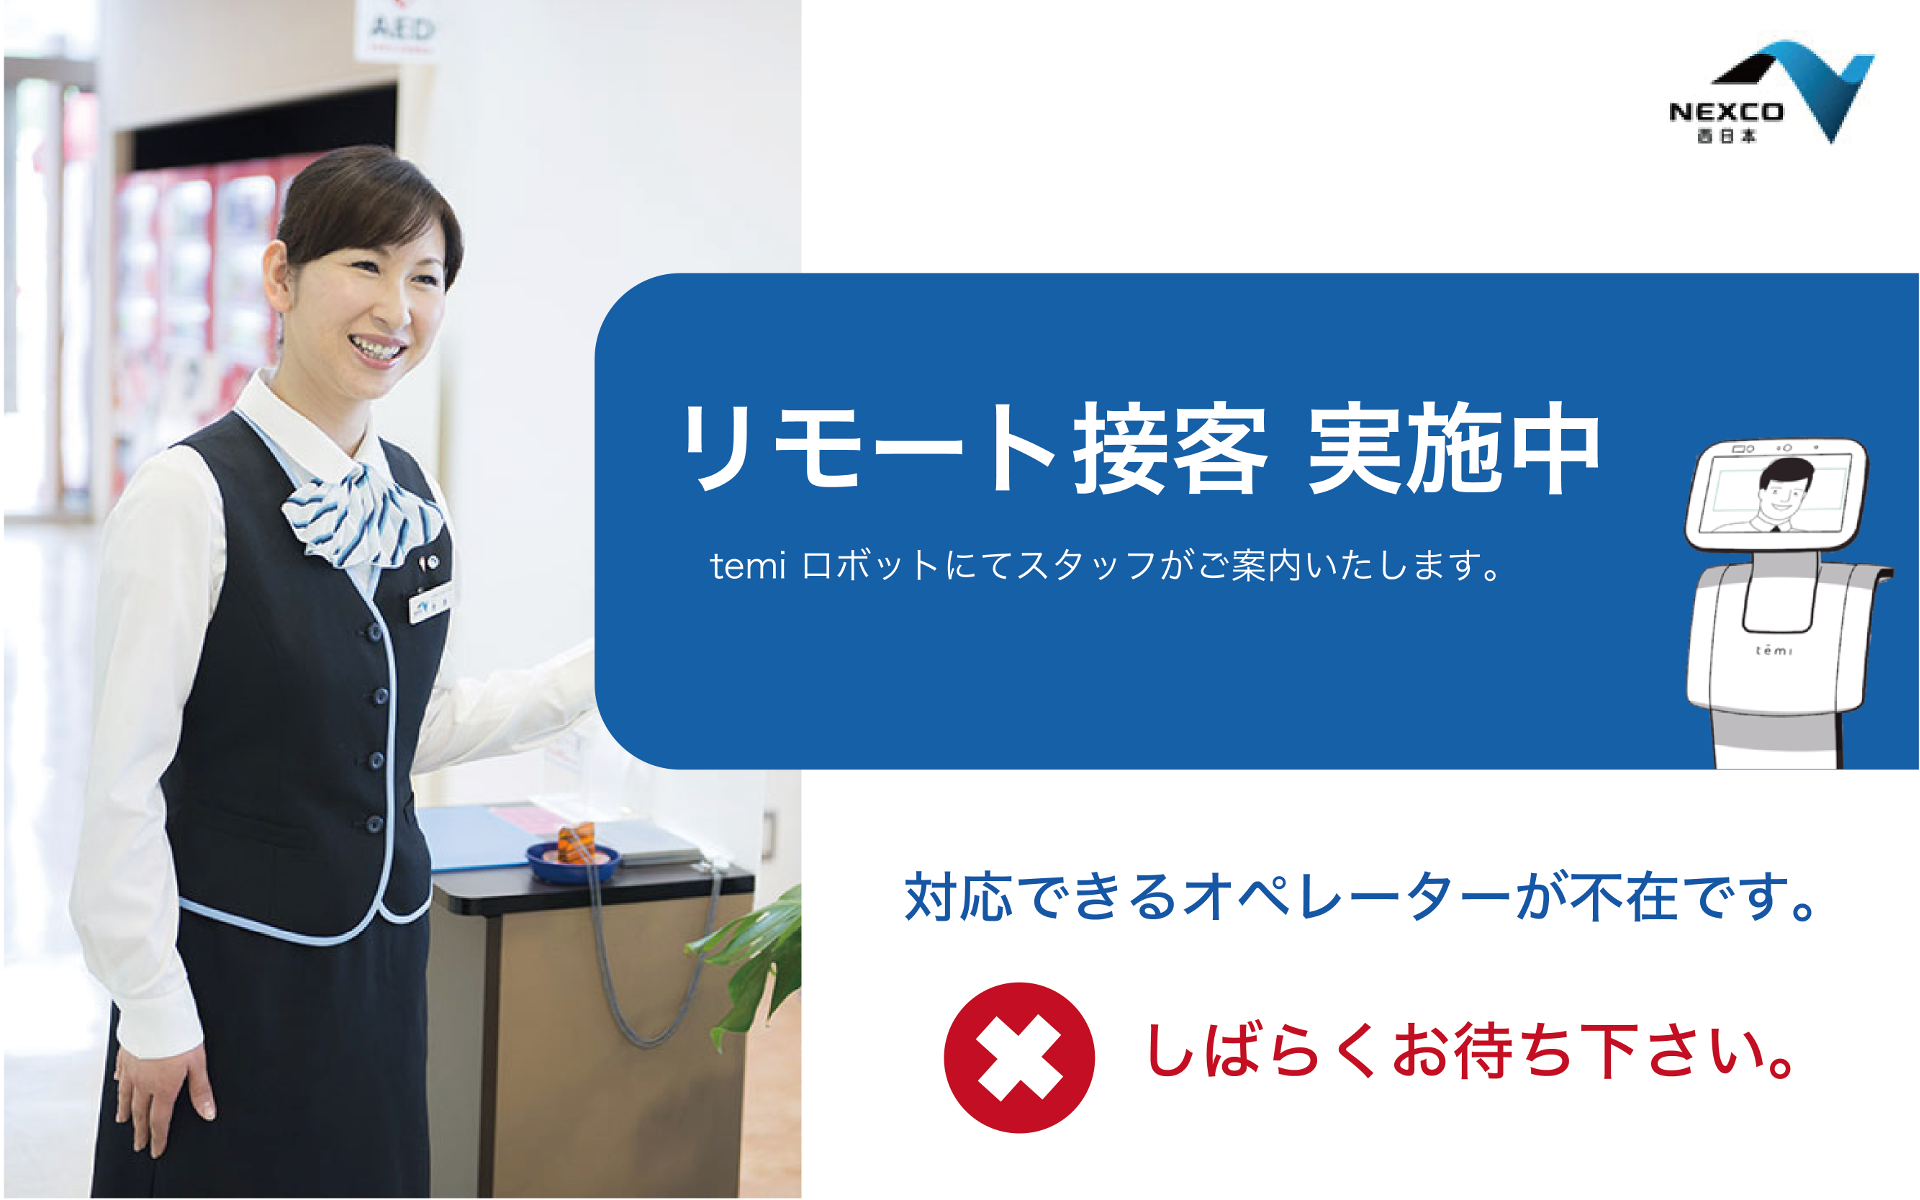 AED
NEXCO
西日本
リモート接客 実施中
temi ロボットにてスタッフがご案内いたします。
temi
対応できるオペレーターが不在です。
しばらくお待ち下さい。